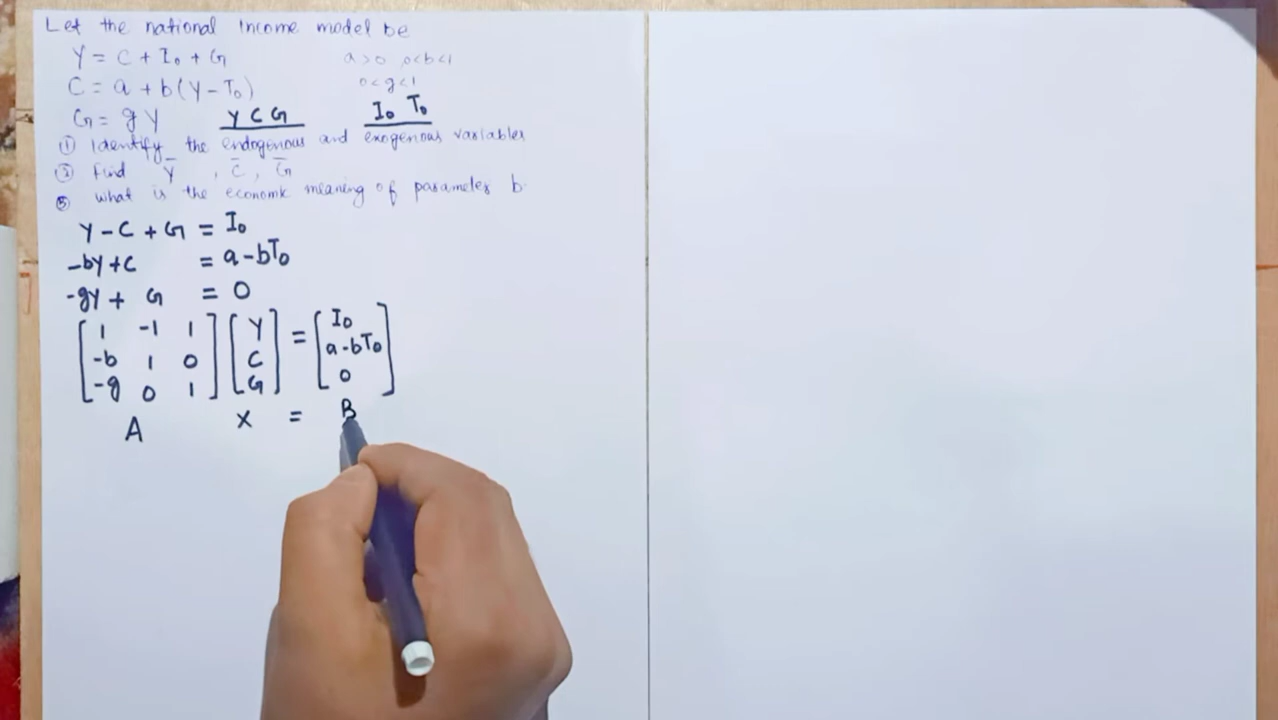 Let the national Income model be
Y = C + I₀ + G a>0 0<b<1
C = a + b(Y-T₀) 0<g<1
G = gY Y C G I₀ T₀
① Identify the endogenous and exogenous variables
② Find Y̅, C̅, G̅
③ what is the economic meaning of parameter b.
Y-C+G = I₀
-bY+C = a-bT₀
-gY+ G = 0
[1 -1 1] [Y] = [I₀]
[-b 1 0] [C] [a-bT₀]
[-g 0 1] [G] [0]
A X = B